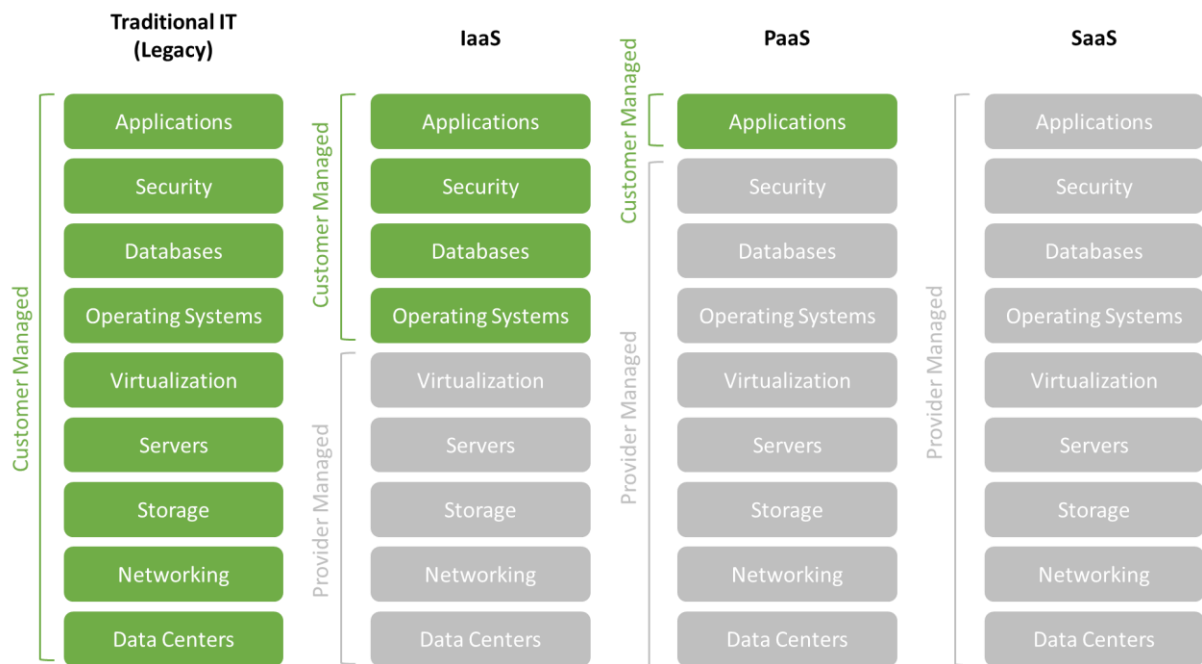 Traditional IT
(Legacy)
IaaS
PaaS
SaaS
Customer Managed
Applications
Security
Databases
Operating Systems
Virtualization
Servers
Storage
Networking
Data Centers
Customer Managed
Provider Managed
Applications
Security
Databases
Operating Systems
Virtualization
Servers
Storage
Networking
Data Centers
Customer Managed
Provider Managed
Applications
Security
Databases
Operating Systems
Virtualization
Servers
Storage
Networking
Data Centers
Provider Managed
Applications
Security
Databases
Operating Systems
Virtualization
Servers
Storage
Networking
Data Centers